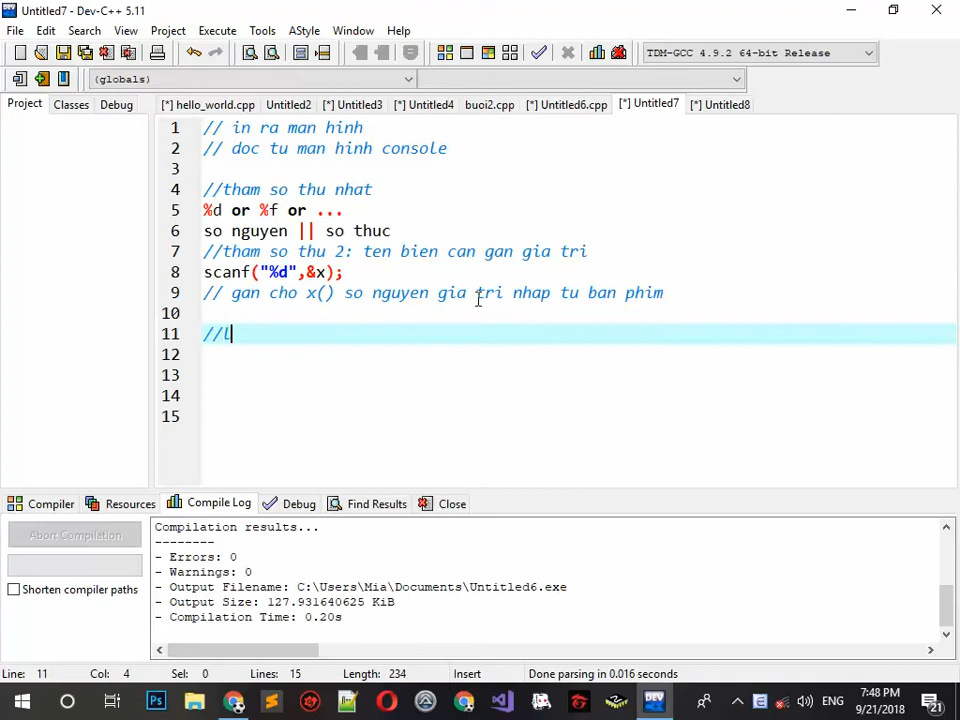 Untitled7 - Dev-C++ 5.11
File Edit Search View Project Execute Tools AStyle Window Help
TDM-GCC 4.9.2 64-bit Release
(globals)
Project Classes Debug [*] hello_world.cpp Untitled2 [*] Untitled3 [*] Untitled4 buoi2.cpp [*] Untitled6.cpp [*] Untitled7 [*] Untitled8
1 // in ra man hinh
2 // doc tu man hinh console
3
4 //tham so thu nhat
5 %d or %f or ...
6 so nguyen || so thuc
7 //tham so thu 2: ten bien can gan gia tri
8 scanf("%d",&x);
9 // gan cho x() so nguyen gia tri nhap tu ban phim
10
11 //l
12
13
14
15
Compiler Resources Compile Log Debug Find Results Close
Abort Compilation
Shorten compiler paths
Compilation results...
--------
- Errors: 0
- Warnings: 0
- Output Filename: C:\Users\Mia\Documents\Untitled6.exe
- Output Size: 127.931640625 KiB
- Compilation Time: 0.20s
Line: 11 Col: 4 Sel: 0 Lines: 15 Length: 234 Insert Done parsing in 0.016 seconds
ENG
7:48 PM
9/21/2018
21